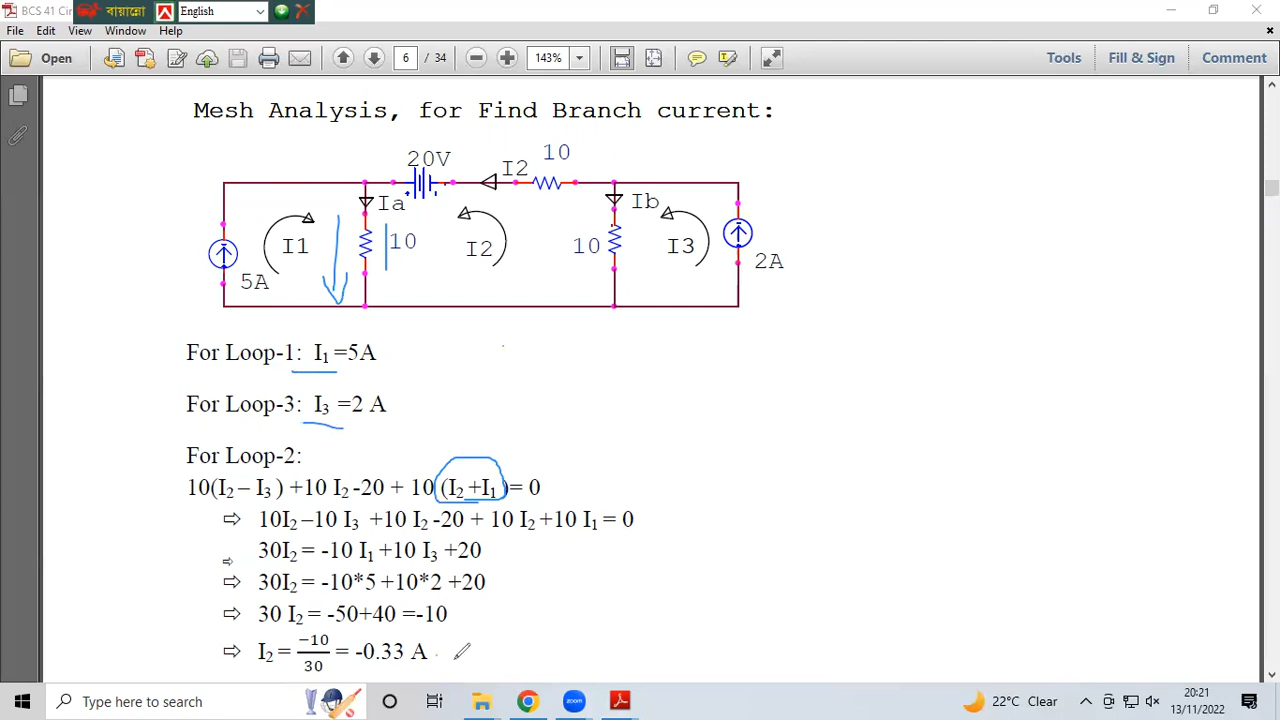 BCS 41 Cir
বায়ান্নো
English
File Edit View Window Help
Open
6 / 34
143%
Tools
Fill & Sign
Comment
Mesh Analysis, for Find Branch current:
20V
I2
10
Ia
Ib
I1
10
I2
10
I3
5A
2A
For Loop-1: I₁ =5A
For Loop-3: I₃ =2 A
For Loop-2:
10(I₂ – I₃ ) +10 I₂ -20 + 10 (I₂ +I₁ )= 0
⇨ 10I₂ –10 I₃ +10 I₂ -20 + 10 I₂ +10 I₁ = 0
⇨ 30I₂ = -10 I₁ +10 I₃ +20
⇨ 30I₂ = -10*5 +10*2 +20
⇨ 30 I₂ = -50+40 =-10
⇨ I₂ = −10/30 = -0.33 A
Type here to search
zoom
22°C Clear
20:21
13/11/2022